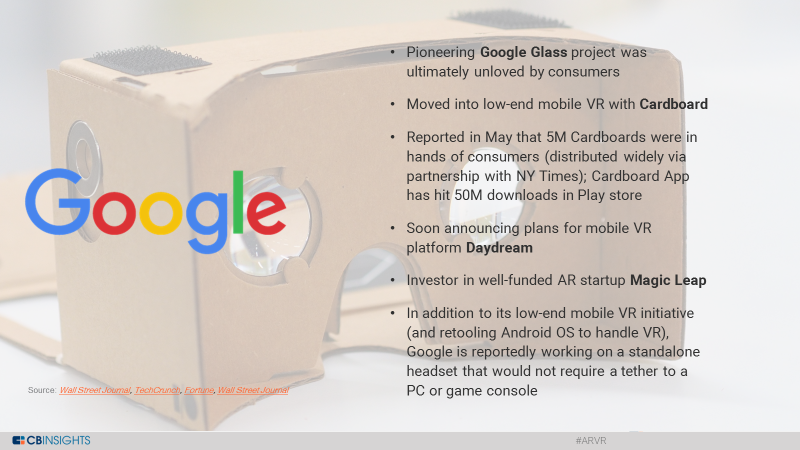 Google
• Pioneering Google Glass project was
ultimately unloved by consumers
• Moved into low-end mobile VR with Cardboard
• Reported in May that 5M Cardboards were in
hands of consumers (distributed widely via
partnership with NY Times); Cardboard App
has hit 50M downloads in Play store
• Soon announcing plans for mobile VR
platform Daydream
• Investor in well-funded AR startup Magic Leap
• In addition to its low-end mobile VR initiative
(and retooling Android OS to handle VR),
Google is reportedly working on a standalone
headset that would not require a tether to a
PC or game console
Source: Wall Street Journal, TechCrunch, Fortune, Wall Street Journal
CBINSIGHTS
#ARVR